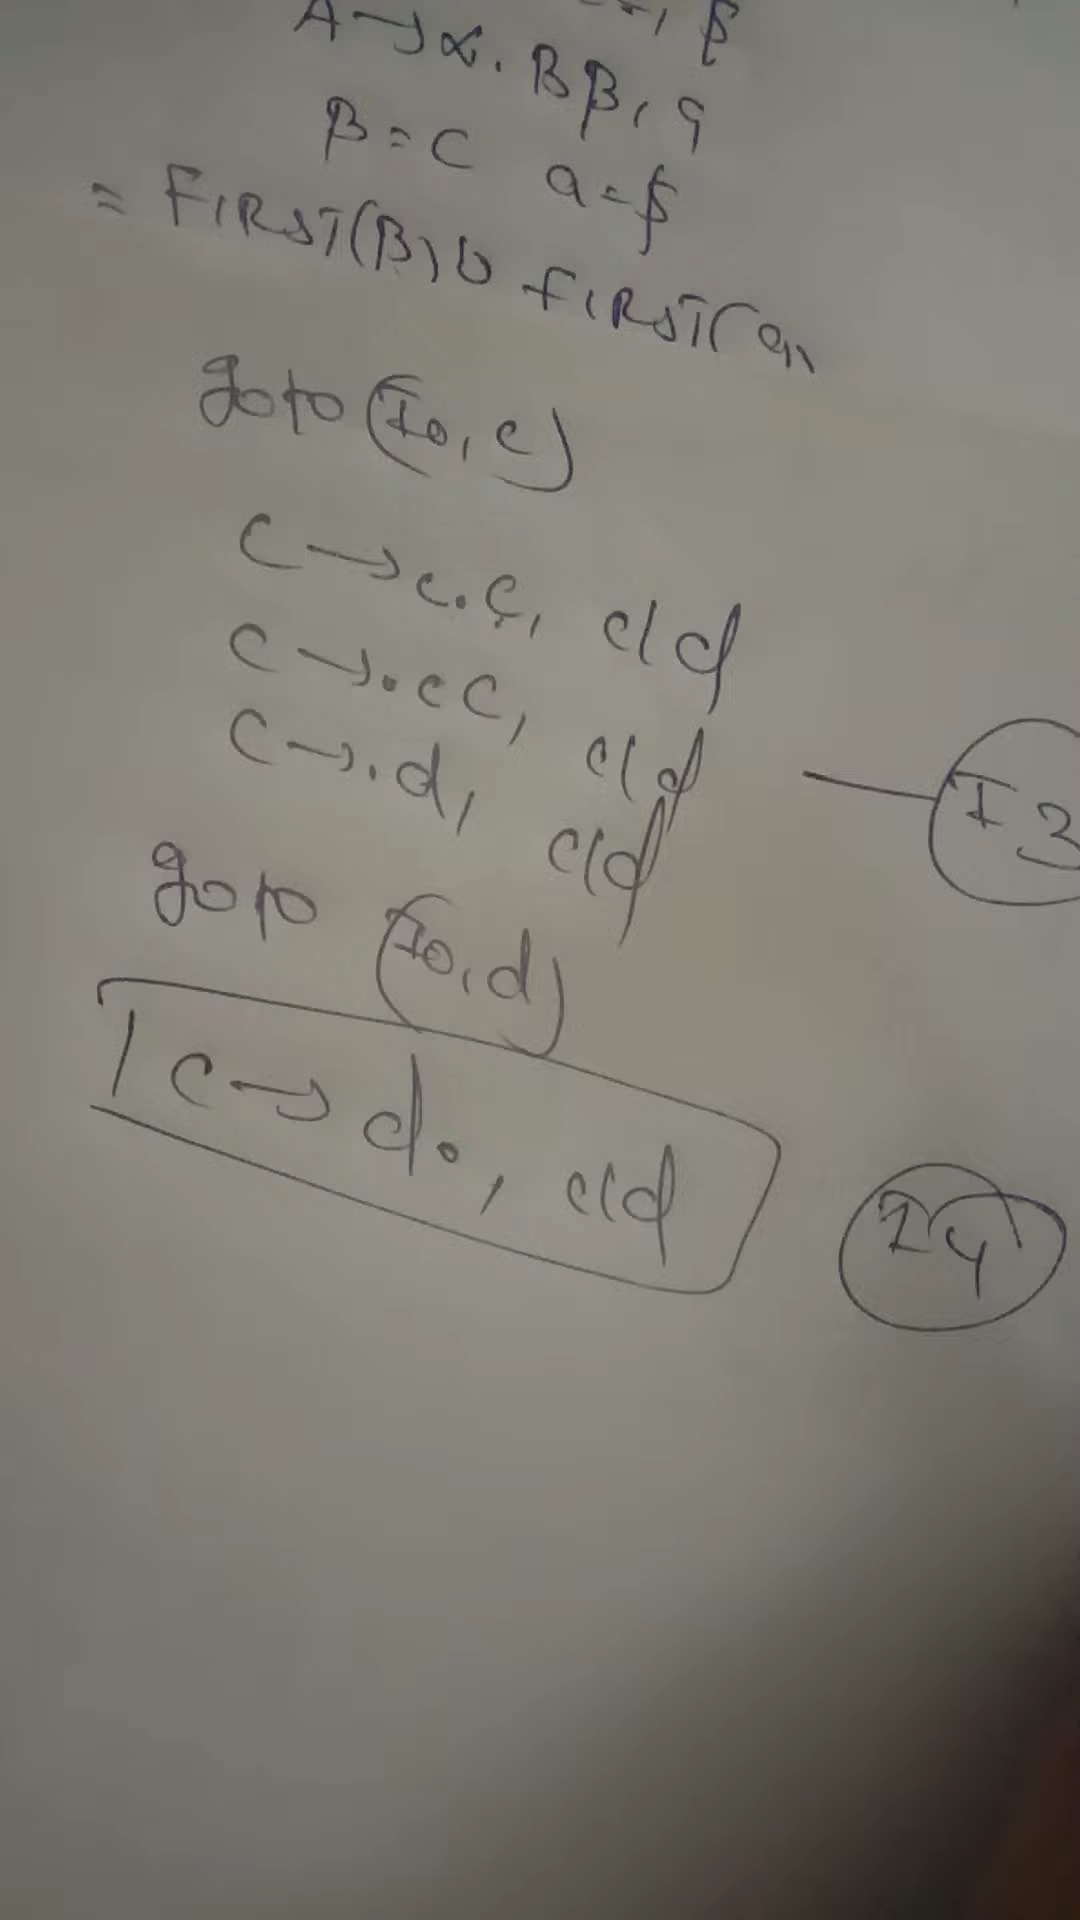 A → α. Bβ, a
β = C a = $
= FIRST(β) U FIRST(a)
goto (I0, c)
C → c.C, c/d
C → .cC, c/d
C → .d, c/d
I3
goto (I0, d)
C → d., c/d
I4